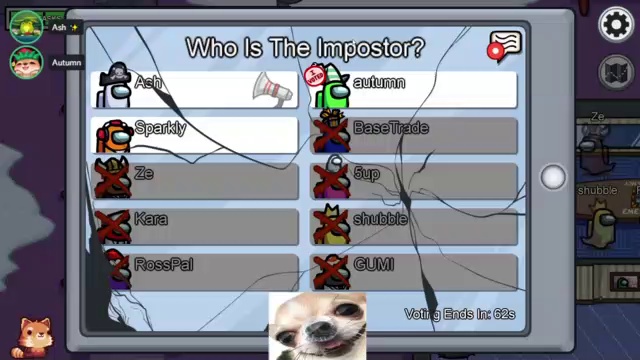 Ash ✨
Autumn
Who Is The Impostor?
Ash
I VOTED
autumn
Sparkly
BaseTrade
Ze
5up
Kara
shubble
RossPal
GUMI
Voting Ends In: 62s
Ze
shubble